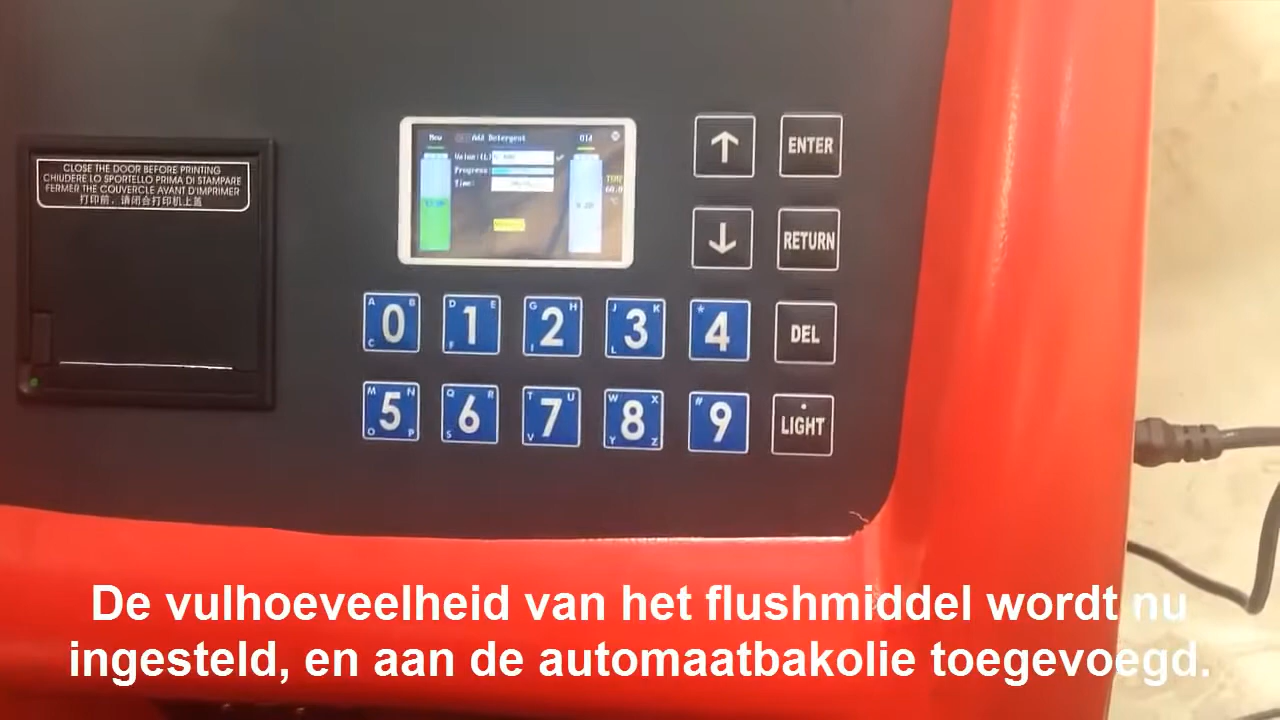 CLOSE THE DOOR BEFORE PRINTING
CHIUDERE LO SPORTELLO PRIMA DI STAMPARE
FERMER THE COUVERCLE AVANT D'IMPRIMER
打印前，请闭合打印机上盖
New
Add Detergent
Old
Progress:
Time:
↑
ENTER
↓
RETURN
A B 0 C
D E 1 F
G H 2 I
J K 3 L
* 4
DEL
M N 5 O P
Q R 6 S
T U 7 V
W X 8 Y Z
# 9
LIGHT
De vulhoeveelheid van het flushmiddel wordt nu
ingesteld, en aan de automaatbakolie toegevoegd.